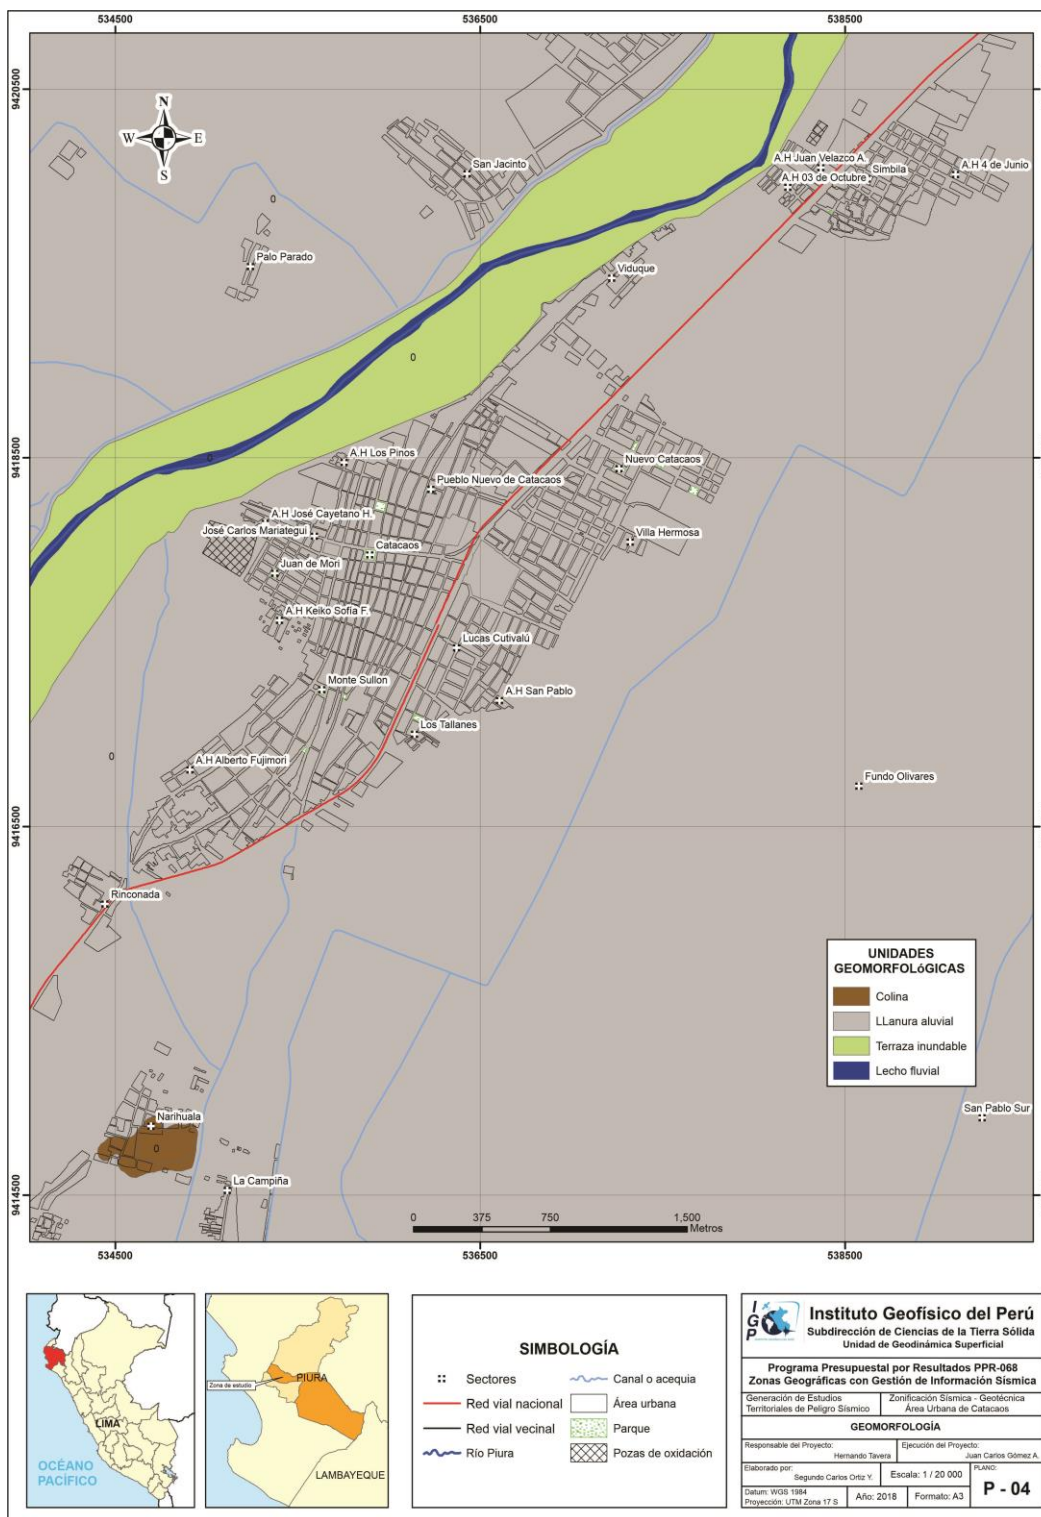 534500
536500
538500
9420500
N
W
E
S
San Jacinto
A.H Juan Velazco A.
Simbila
A.H 4 de Junio
A.H 03 de Octubre
0
Palo Parado
Viduque
0
9418500
0
A.H Los Pinos
Nuevo Catacaos
Pueblo Nuevo de Catacaos
A.H José Cayetano H.
José Carlos Mariategui
Villa Hermosa
Catacaos
Juan de Mori
A.H Keiko Sofia F.
Lucas Cutivalú
Monte Sullon
A.H San Pablo
Los Tallanes
0
A.H Alberto Fujimori
Fundo Olivares
9416500
Rinconada
UNIDADES
GEOMORFOLóGICAS
Colina
LLanura aluvial
Terraza inundable
Lecho fluvial
Narihuala
San Pablo Sur
0
La Campiña
9414500
0
375
750
1,500
Metros
534500
536500
538500
LIMA
OCÉANO
PACÍFICO
Zona de estudio
PIURA
LAMBAYEQUE
SIMBOLOGÍA
Sectores
Canal o acequia
Red vial nacional
Área urbana
Red vial vecinal
Parque
Río Piura
Pozas de oxidación
IGP
Instituto Geofísico del Perú
Subdirección de Ciencias de la Tierra Sólida
Unidad de Geodinámica Superficial
Programa Presupuestal por Resultados PPR-068
Zonas Geográficas con Gestión de Información Sísmica
Generación de Estudios
Territoriales de Peligro Sísmico
Zonificación Sísmica - Geotécnica
Área Urbana de Catacaos
GEOMORFOLOGÍA
Responsable del Proyecto:
Hernando Tavera
Ejecución del Proyecto:
Juan Carlos Gómez A.
Elaborado por:
Segundo Carlos Ortiz Y.
Escala: 1 / 20 000
PLANO:
P - 04
Datum: WGS 1984
Proyección: UTM Zona 17 S
Año: 2018
Formato: A3